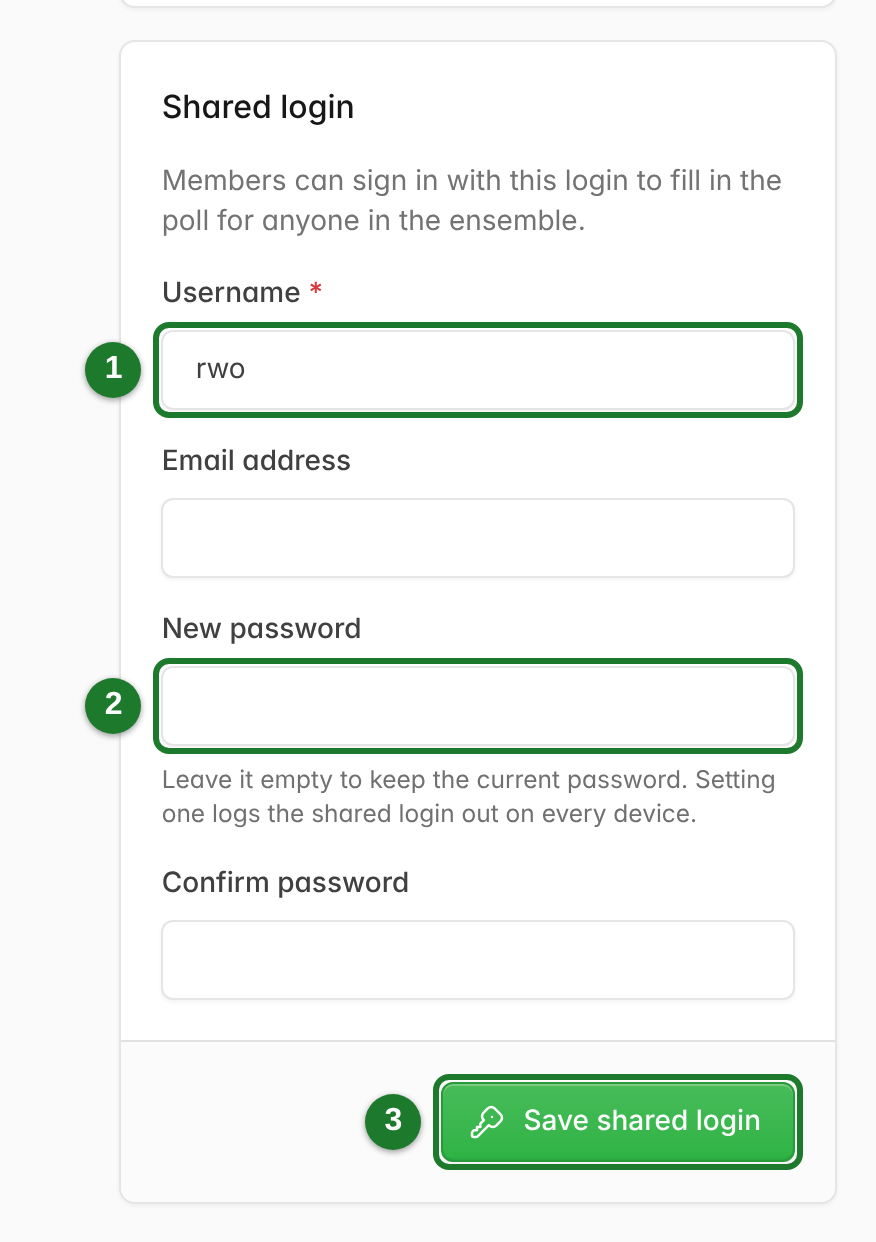 Shared login
Members can sign in with this login to fill in the
poll for anyone in the ensemble.
Username *
1
rwo
Email address
New password
2
Leave it empty to keep the current password. Setting
one logs the shared login out on every device.
Confirm password
3
Save shared login